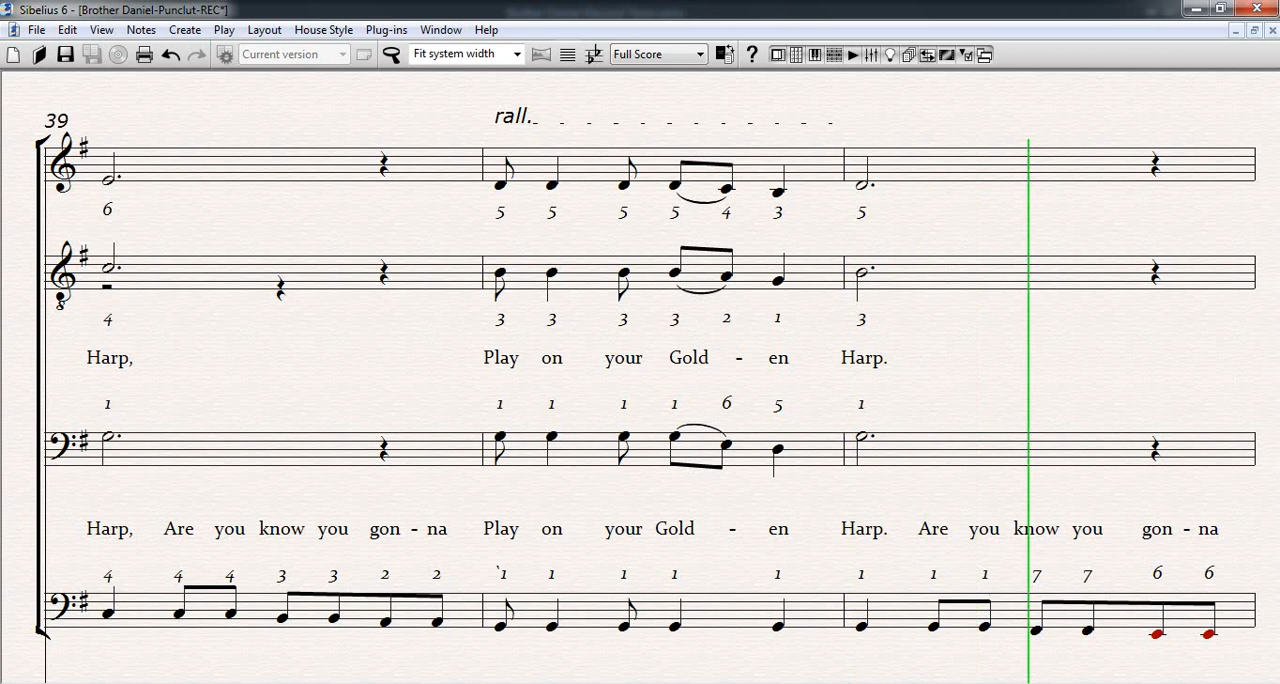 Sibelius 6 - [Brother Daniel-Punclut-REC*]
File Edit View Notes Create Play Layout House Style Plug-ins Window Help
Current version Fit system width Full Score ?
39 rall.
6 5 5 5 5 4 3 5
8
4 3 3 3 3 2 1 3
Harp, Play on your Gold - en Harp.
1 1 1 1 1 6 5 1
Harp, Are you know you gon - na Play on your Gold - en Harp. Are you know you gon - na
4 4 4 3 3 2 2 `1 1 1 1 1 1 1 1 7 7 6 6